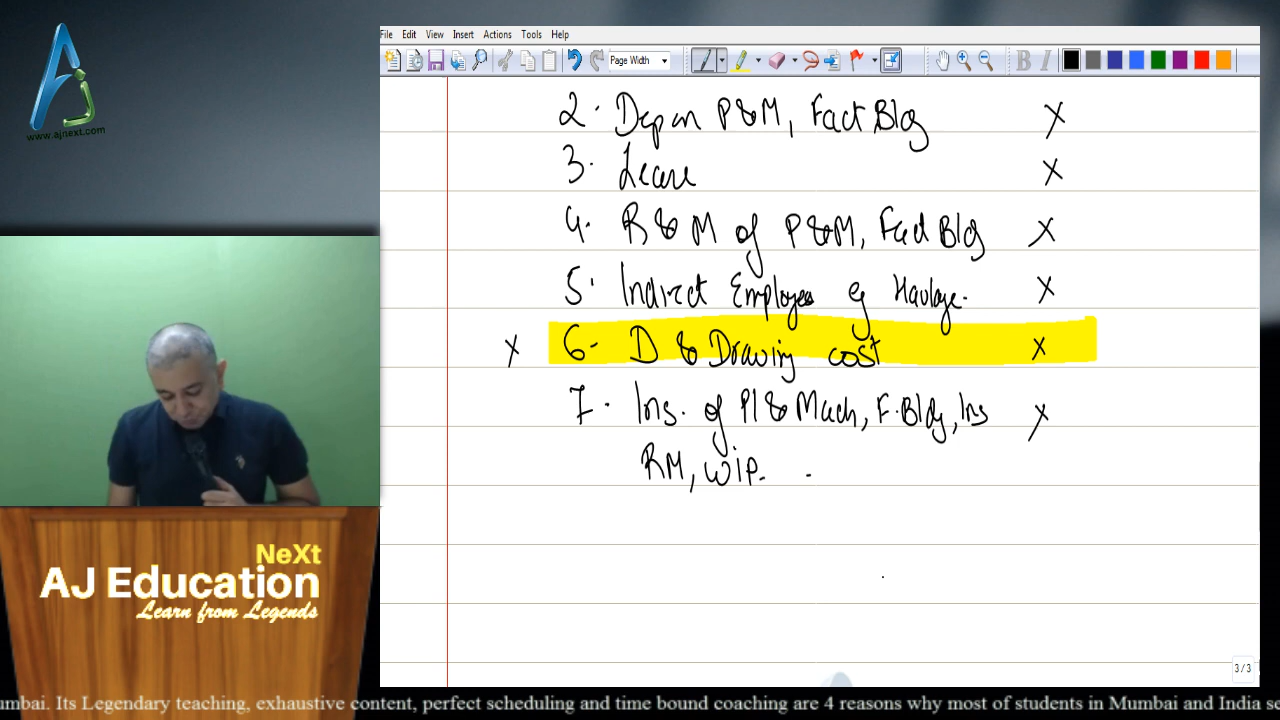 www.ajnext.com
File Edit View Insert Actions Tools Help
Page Width
B I
2. Dep on P&M, Fact Bldg X
3. Lease X
4. R & M of P&M, Fact Bldg X
5. Indirect Employees eg Haulage. X
X 6. D & Drawing cost X
7. Ins. of Pl & Mach, F. Bldg, Ins X
RM, WIP.
NeXt
AJ Education
Learn from Legends
3/3
umbai. Its Legendary teaching, exhaustive content, perfect scheduling and time bound coaching are 4 reasons why most of students in Mumbai and India se